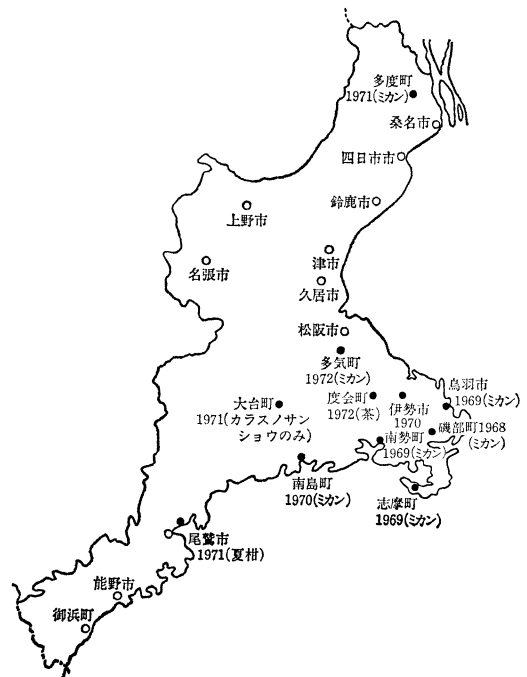 多度町
1971(ミカン)
桑名市
四日市市
鈴鹿市
上野市
津市
名張市
久居市
松阪市
多気町
1972(ミカン)
鳥羽市
1969(ミカン)
度会町
1972(茶)
伊勢市
1970
大台町
1971(カラスノサン
ショウのみ)
磯部町1968
(ミカン)
南勢町
1969(ミカン)
南島町
1970(ミカン)
志摩町
1969(ミカン)
尾鷲市
1971(夏柑)
熊野市
御浜町